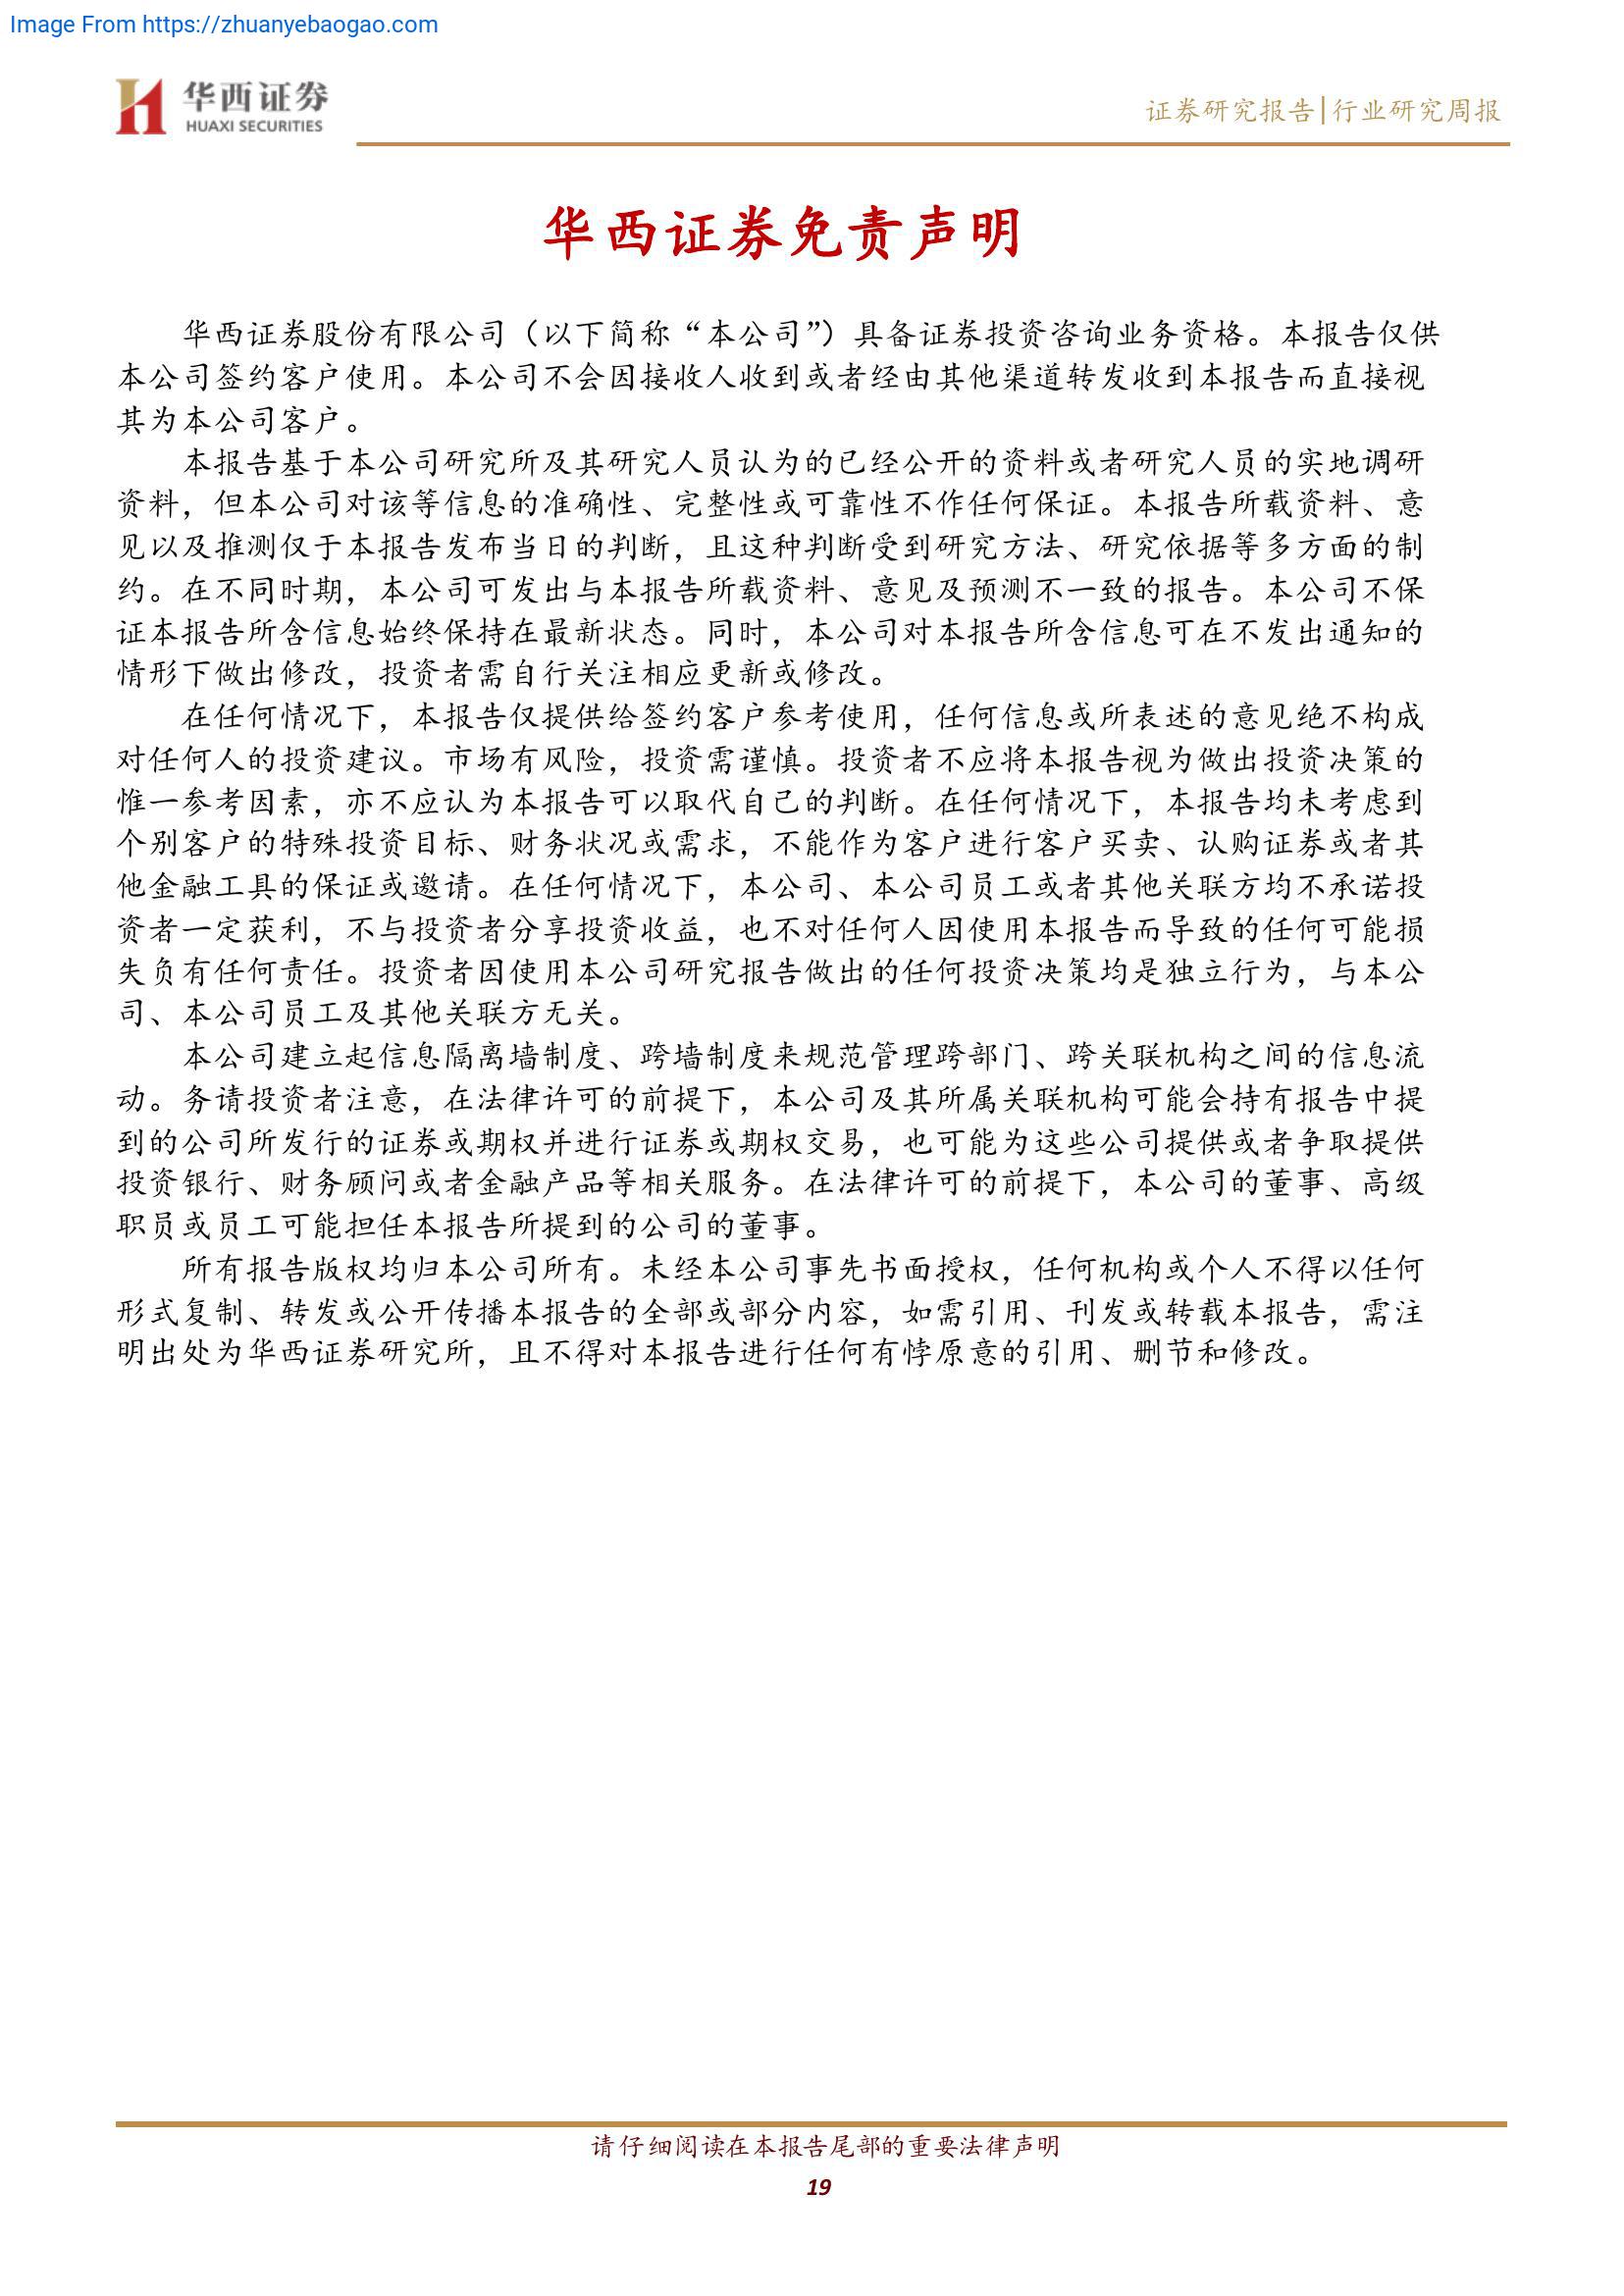 Image From https://zhuanyebaogao.com
华西证券
HUAXI SECURITIES
证券研究报告|行业研究周报
华西证券免责声明
华西证券股份有限公司（以下简称“本公司”）具备证券投资咨询业务资格。本报告仅供
本公司签约客户使用。本公司不会因接收人收到或者经由其他渠道转发收到本报告而直接视
其为本公司客户。
本报告基于本公司研究所及其研究人员认为的已经公开的资料或者研究人员的实地调研
资料，但本公司对该等信息的准确性、完整性或可靠性不作任何保证。本报告所载资料、意
见以及推测仅于本报告发布当日的判断，且这种判断受到研究方法、研究依据等多方面的制
约。在不同时期，本公司可发出与本报告所载资料、意见及预测不一致的报告。本公司不保
证本报告所含信息始终保持在最新状态。同时，本公司对本报告所含信息可在不发出通知的
情形下做出修改，投资者需自行关注相应更新或修改。
在任何情况下，本报告仅提供给签约客户参考使用，任何信息或所表述的意见绝不构成
对任何人的投资建议。市场有风险，投资需谨慎。投资者不应将本报告视为做出投资决策的
惟一参考因素，亦不应认为本报告可以取代自己的判断。在任何情况下，本报告均未考虑到
个别客户的特殊投资目标、财务状况或需求，不能作为客户进行客户买卖、认购证券或者其
他金融工具的保证或邀请。在任何情况下，本公司、本公司员工或者其他关联方均不承诺投
资者一定获利，不与投资者分享投资收益，也不对任何人因使用本报告而导致的任何可能损
失负有任何责任。投资者因使用本公司研究报告做出的任何投资决策均是独立行为，与本公
司、本公司员工及其他关联方无关。
本公司建立起信息隔离墙制度、跨墙制度来规范管理跨部门、跨关联机构之间的信息流
动。务请投资者注意，在法律许可的前提下，本公司及其所属关联机构可能会持有报告中提
到的公司所发行的证券或期权并进行证券或期权交易，也可能为这些公司提供或者争取提供
投资银行、财务顾问或者金融产品等相关服务。在法律许可的前提下，本公司的董事、高级
职员或员工可能担任本报告所提到的公司的董事。
所有报告版权均归本公司所有。未经本公司事先书面授权，任何机构或个人不得以任何
形式复制、转发或公开传播本报告的全部或部分内容，如需引用、刊发或转载本报告，需注
明出处为华西证券研究所，且不得对本报告进行任何有悖原意的引用、删节和修改。
请仔细阅读在本报告尾部的重要法律声明
19